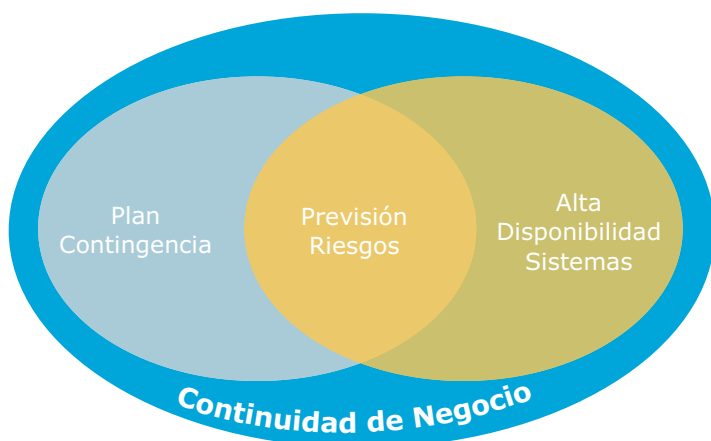 Plan
Contingencia
Previsión
Riesgos
Alta
Disponibilidad
Sistemas
Continuidad de Negocio